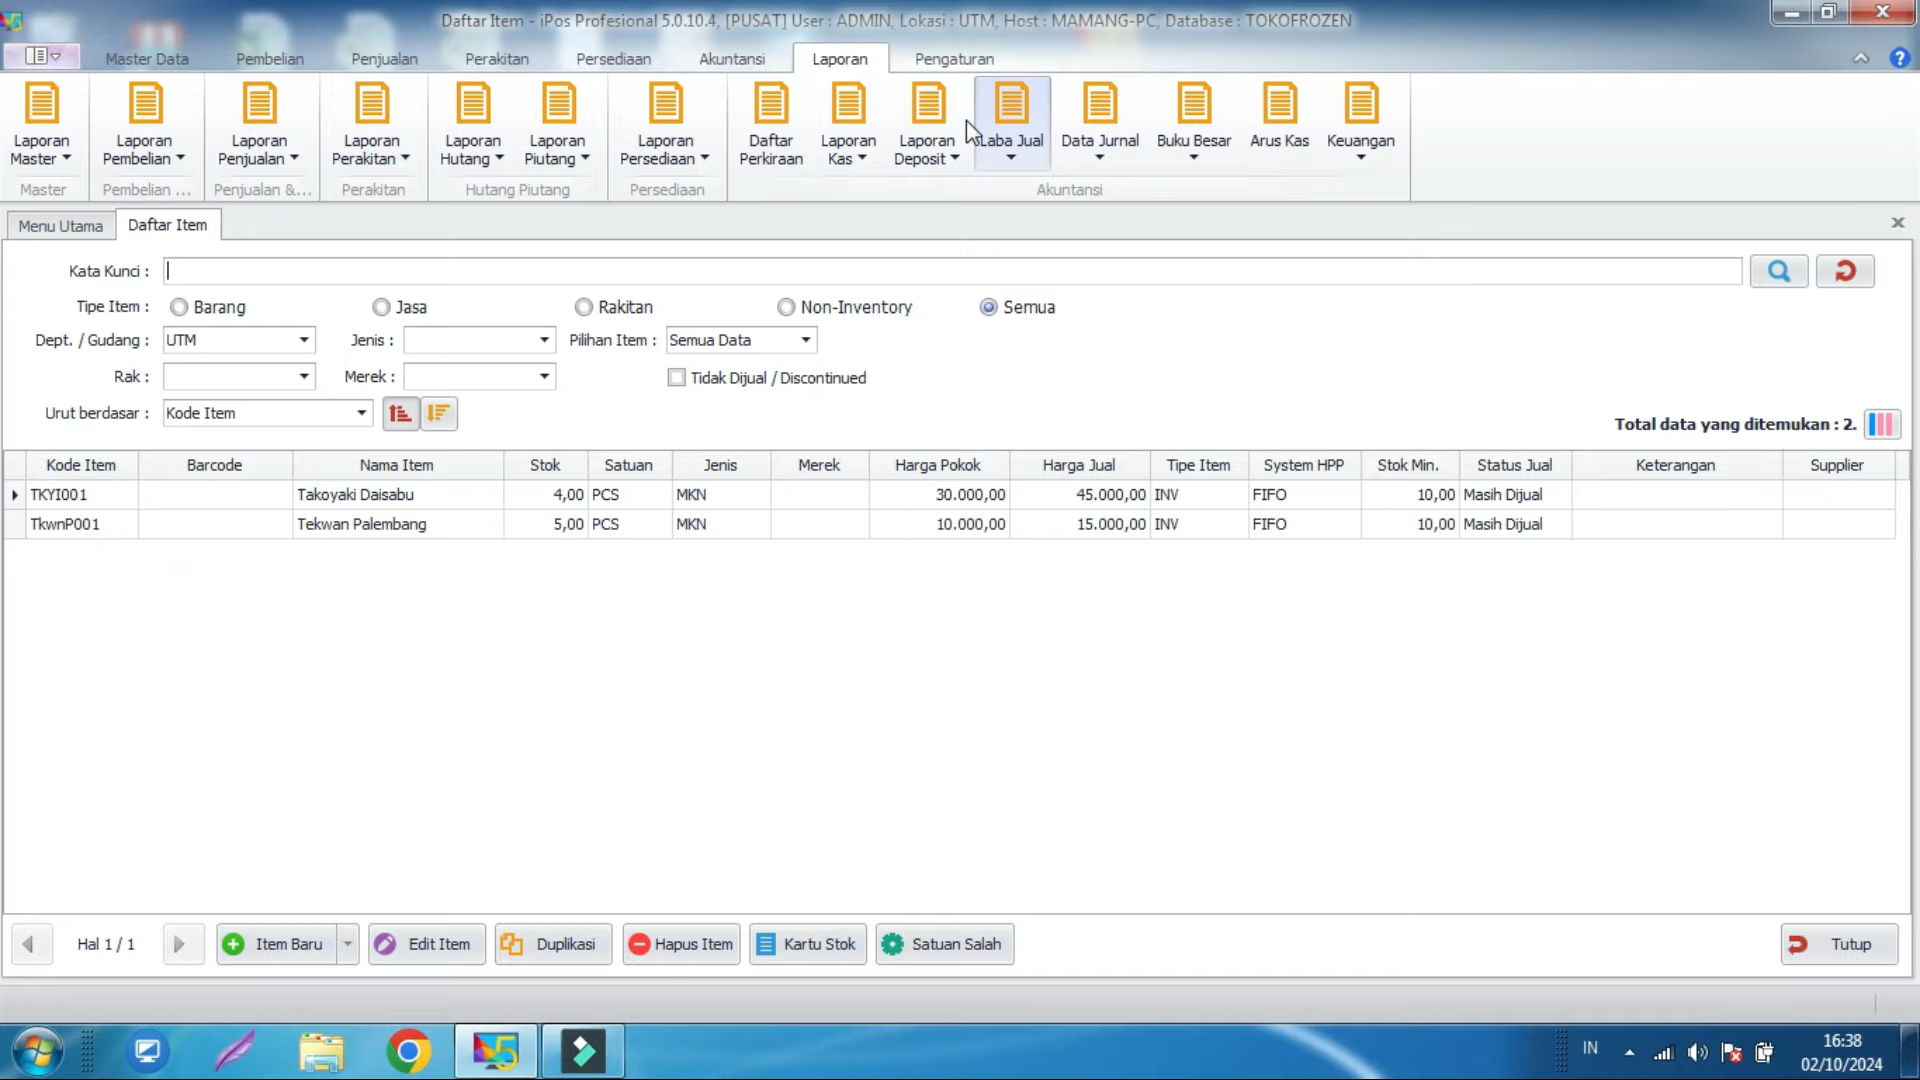 Daftar Item - iPos Profesional 5.0.10.4, [PUSAT] User : ADMIN, Lokasi : UTM, Host : MAMANG-PC, Database : TOKOFROZEN
Master Data Pembelian Penjualan Perakitan Persediaan Akuntansi Laporan Pengaturan
Laporan Master
Laporan Pembelian
Laporan Penjualan
Laporan Perakitan
Laporan Hutang
Laporan Piutang
Laporan Persediaan
Daftar Perkiraan
Laporan Kas
Laporan Deposit
Laba Jual
Data Jurnal
Buku Besar
Arus Kas
Keuangan
Master Pembelian ... Penjualan &... Perakitan Hutang Piutang Persediaan Akuntansi
Menu Utama Daftar Item
Kata Kunci :
Tipe Item : Barang Jasa Rakitan Non-Inventory Semua
Dept. / Gudang : UTM Jenis : Pilihan Item : Semua Data
Rak : Merek : Tidak Dijual / Discontinued
Urut berdasar : Kode Item
Total data yang ditemukan : 2.
Kode Item Barcode Nama Item Stok Satuan Jenis Merek Harga Pokok Harga Jual Tipe Item System HPP Stok Min. Status Jual Keterangan Supplier
TKYI001 Takoyaki Daisabu 4,00 PCS MKN 30.000,00 45.000,00 INV FIFO 10,00 Masih Dijual
TkwnP001 Tekwan Palembang 5,00 PCS MKN 10.000,00 15.000,00 INV FIFO 10,00 Masih Dijual
Hal 1 / 1 Item Baru Edit Item Duplikasi Hapus Item Kartu Stok Satuan Salah Tutup
IN
16:38
02/10/2024